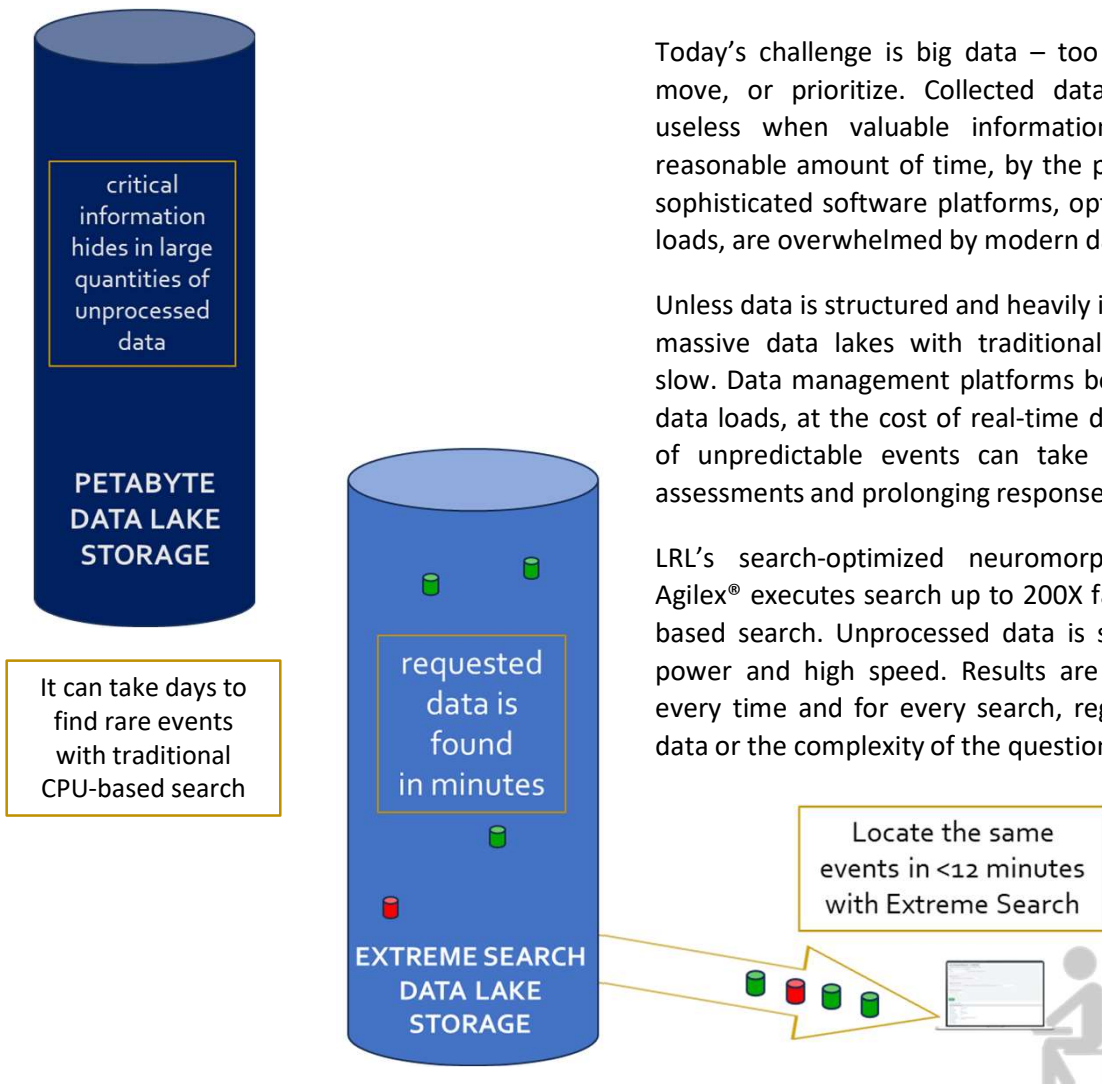 critical
information
hides in large
quantities of
unprocessed
data
PETABYTE
DATA LAKE
STORAGE
It can take days to
find rare events
with traditional
CPU-based search
Today's challenge is big data – too
move, or prioritize. Collected data
useless when valuable information
reasonable amount of time, by the
sophisticated software platforms,
loads, are overwhelmed by modern
Unless data is structured and heavily
massive data lakes with traditional
slow. Data management platforms
data loads, at the cost of real-time
of unpredictable events can take
assessments and prolonging response
LRL's search-optimized
Agilex® executes search up to 200X
based search. Unprocessed data is
power and high speed. Results are
every time and for every search,
data or the complexity of the question
requested
data is
found
in minutes
EXTREME SEARCH
DATA LAKE
STORAGE
Locate the same
events in <12 minutes
with Extreme Search